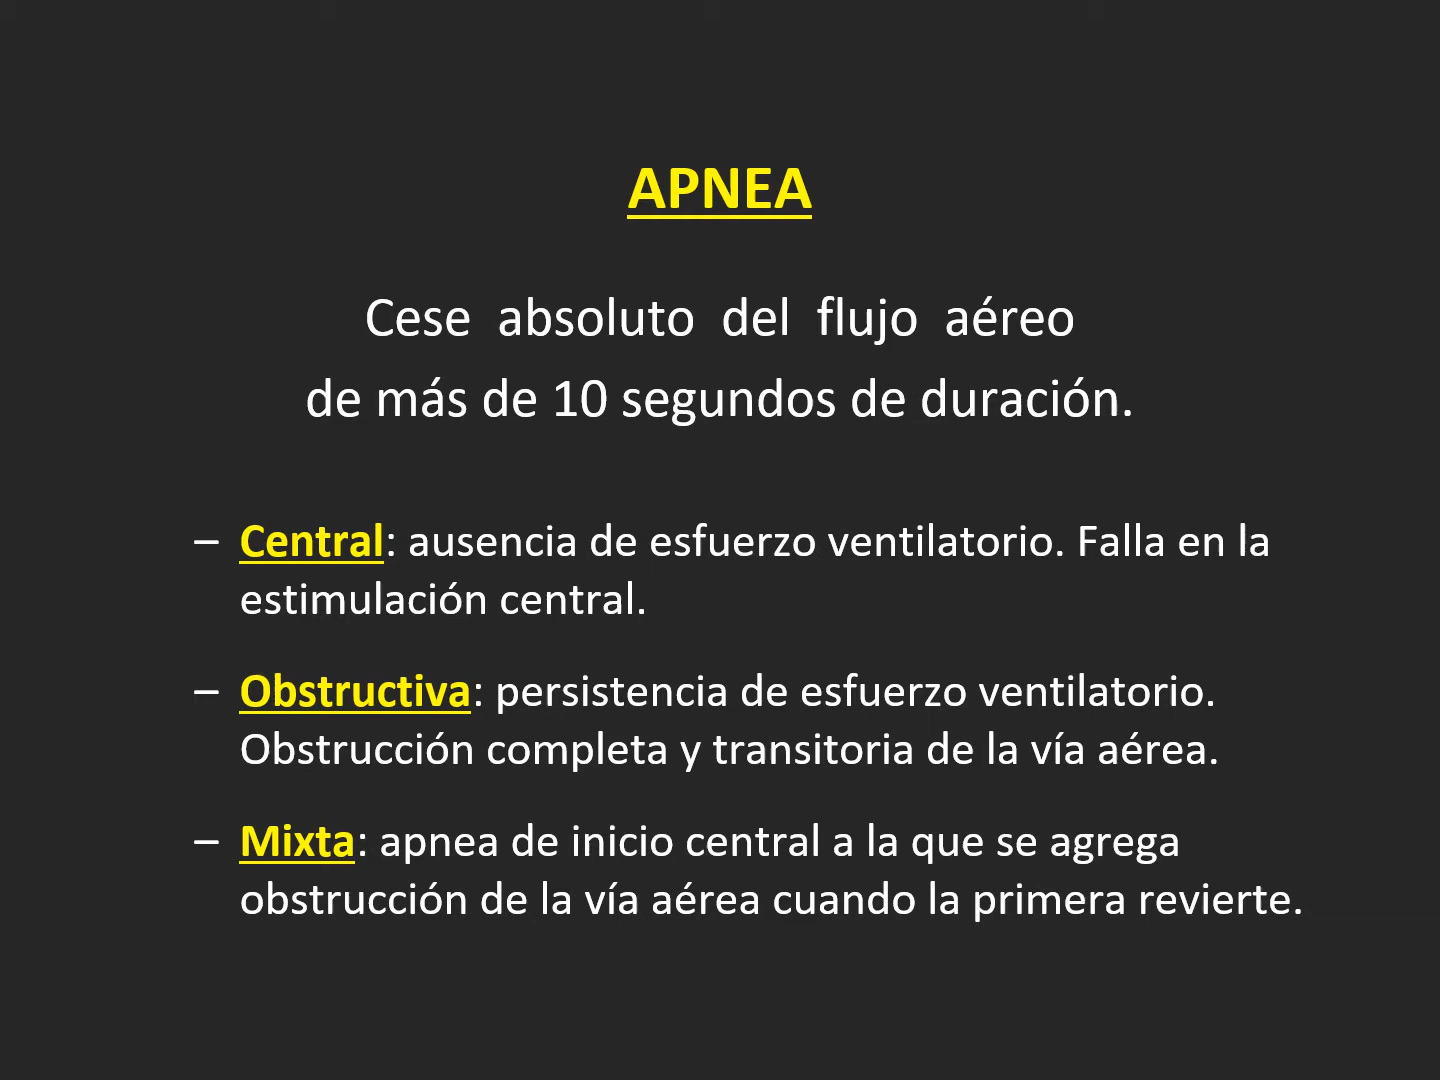 APNEA
Cese absoluto del flujo aéreo
de más de 10 segundos de duración.
– Central: ausencia de esfuerzo ventilatorio. Falla en la
estimulación central.
– Obstructiva: persistencia de esfuerzo ventilatorio.
Obstrucción completa y transitoria de la vía aérea.
– Mixta: apnea de inicio central a la que se agrega
obstrucción de la vía aérea cuando la primera revierte.